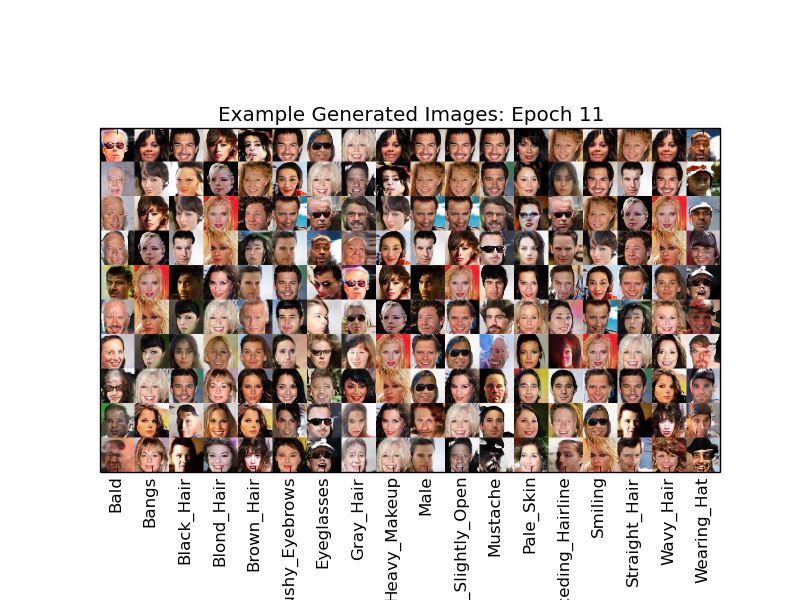 Example Generated Images: Epoch 11
Bald
Bangs
Black_Hair
Blond_Hair
Brown_Hair
ushy_Eyebrows
Eyeglasses
Gray_Hair
Heavy_Makeup
Male
_Slightly_Open
Mustache
Pale_Skin
ceding_Hairline
Smiling
Straight_Hair
Wavy_Hair
Wearing_Hat